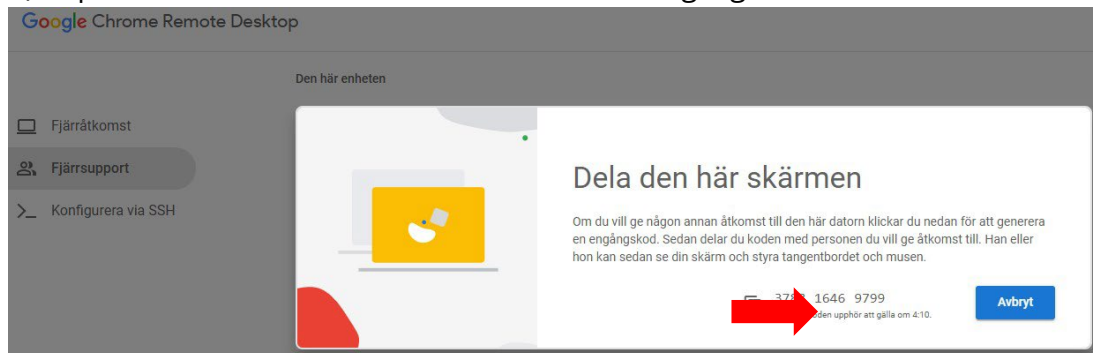 Google Chrome Remote Desktop
Den här enheten
Fjärråtkomst
Fjärrsupport
Konfigurera via SSH
Dela den här skärmen
Om du vill ge någon annan åtkomst till den här datorn klickar du nedan för att generera
en engångskod. Sedan delar du koden med personen du vill ge åtkomst till. Han eller
hon kan sedan se din skärm och styra tangentbordet och musen.
1646 9799
upphör att gälla om 4:10.
Avbryt